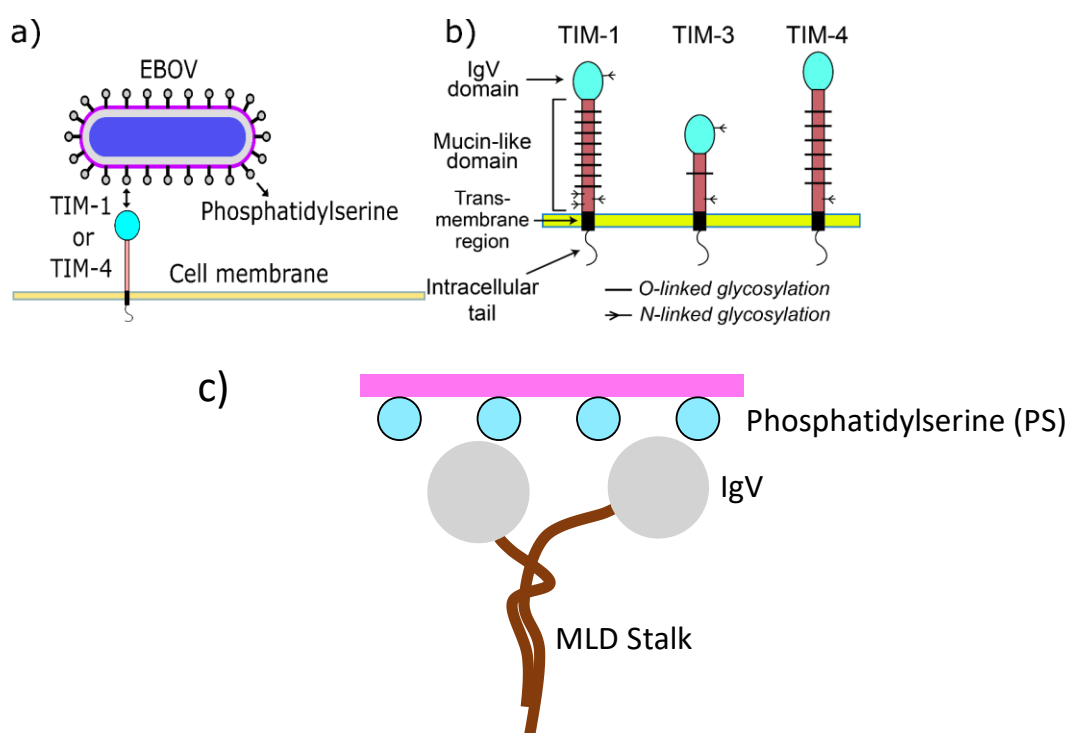 a)
EBOV
TIM-1
or
TIM-4
Phosphatidylserine
Cell membrane
b)
TIM-1
TIM-3
TIM-4
IgV
domain
Mucin-like
domain
Trans-
membrane
region
Intracellular
tail
O-linked glycosylation
N-linked glycosylation
c)
Phosphatidylserine (PS)
IgV
MLD Stalk